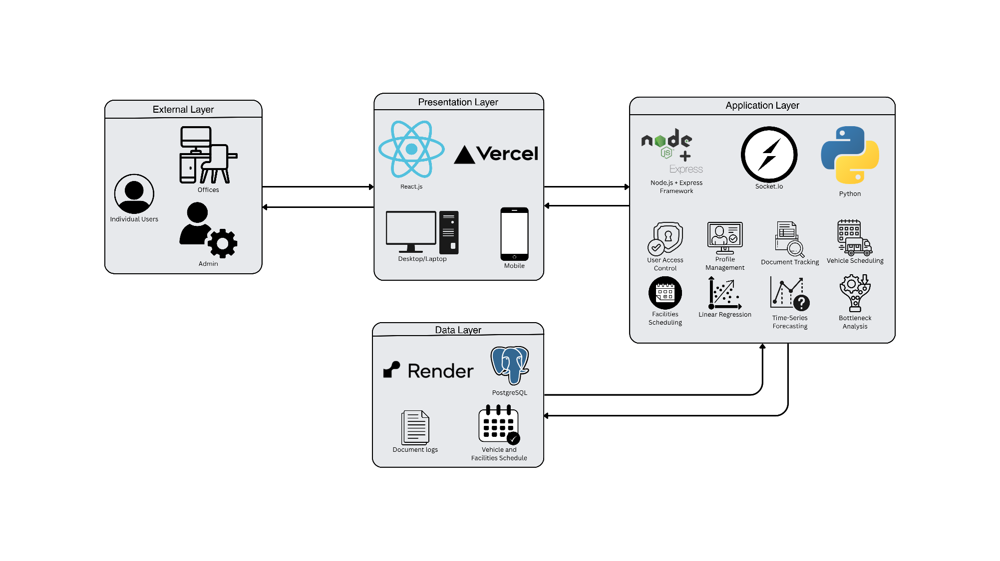 External Layer
Offices
Individual Users
Admin
Presentation Layer
Vercel
React.js
Desktop/Laptop
Mobile
Application Layer
node
JS
+
Express
Node.js + Express
Framework
Socket.io
Python
User Access
Control
Profile
Management
Document Tracking
Vehicle Scheduling
Facilities
Scheduling
Linear Regression
?
Time-Series
Forecasting
Bottleneck
Analysis
Data Layer
Render
PostgreSQL
Document logs
Vehicle and
Facilities Schedule